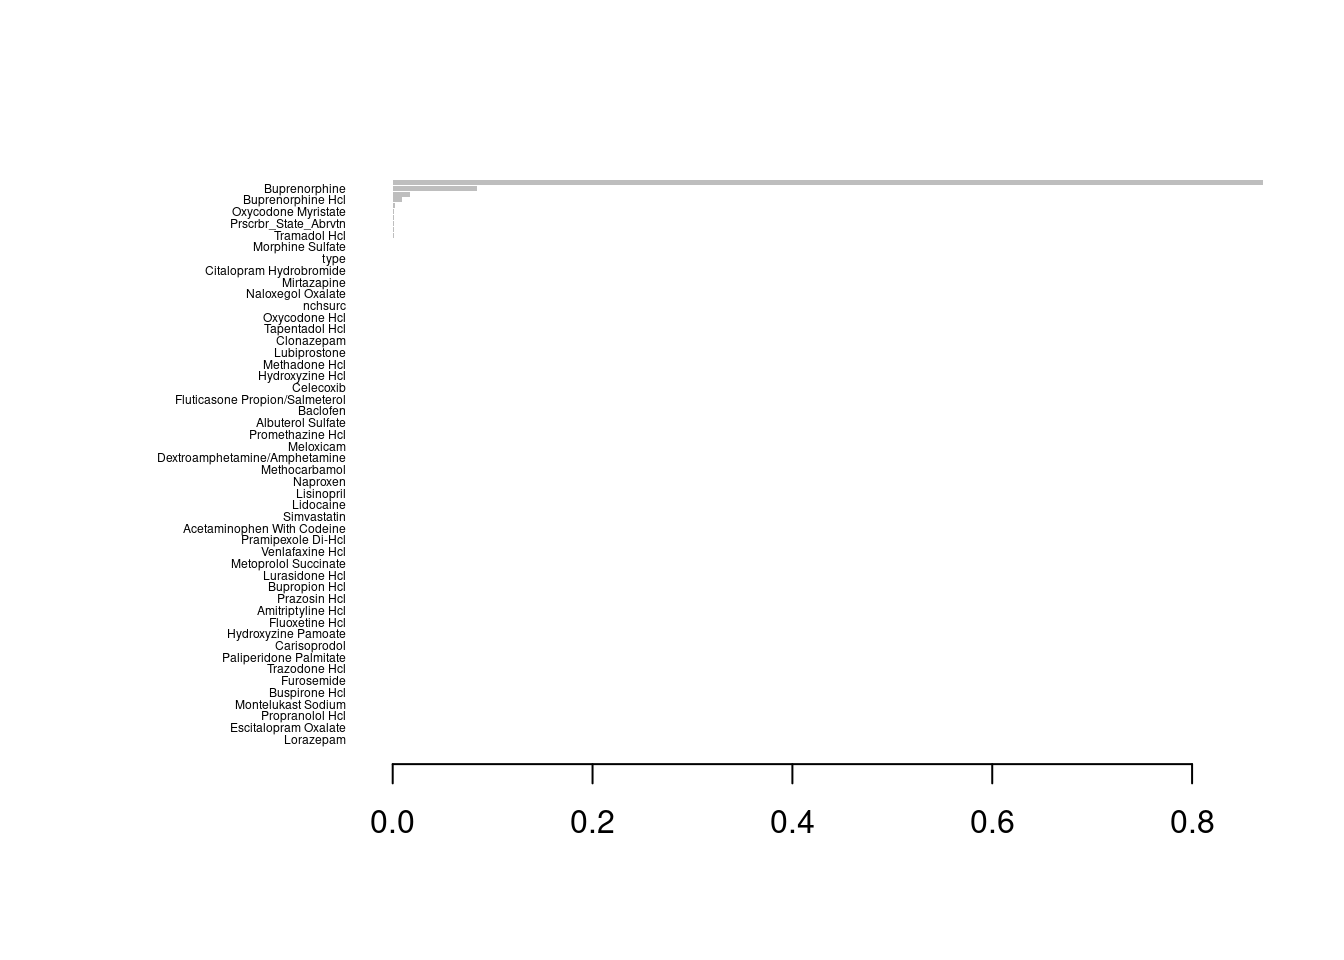 Buprenorphine
Buprenorphine Hcl
Oxycodone Myristate
Prscrbr_State_Abrvtn
Tramadol Hcl
Morphine Sulfate
type
Citalopram Hydrobromide
Mirtazapine
Naloxegol Oxalate
nchsurc
Oxycodone Hcl
Tapentadol Hcl
Clonazepam
Lubiprostone
Methadone Hcl
Hydroxyzine Hcl
Celecoxib
Fluticasone Propion/Salmeterol
Baclofen
Albuterol Sulfate
Promethazine Hcl
Meloxicam
Dextroamphetamine/Amphetamine
Methocarbamol
Naproxen
Lisinopril
Lidocaine
Simvastatin
Acetaminophen With Codeine
Pramipexole Di-Hcl
Venlafaxine Hcl
Metoprolol Succinate
Lurasidone Hcl
Bupropion Hcl
Prazosin Hcl
Amitriptyline Hcl
Fluoxetine Hcl
Hydroxyzine Pamoate
Carisoprodol
Paliperidone Palmitate
Trazodone Hcl
Furosemide
Buspirone Hcl
Montelukast Sodium
Propranolol Hcl
Escitalopram Oxalate
Lorazepam
0.0 0.2 0.4 0.6 0.8